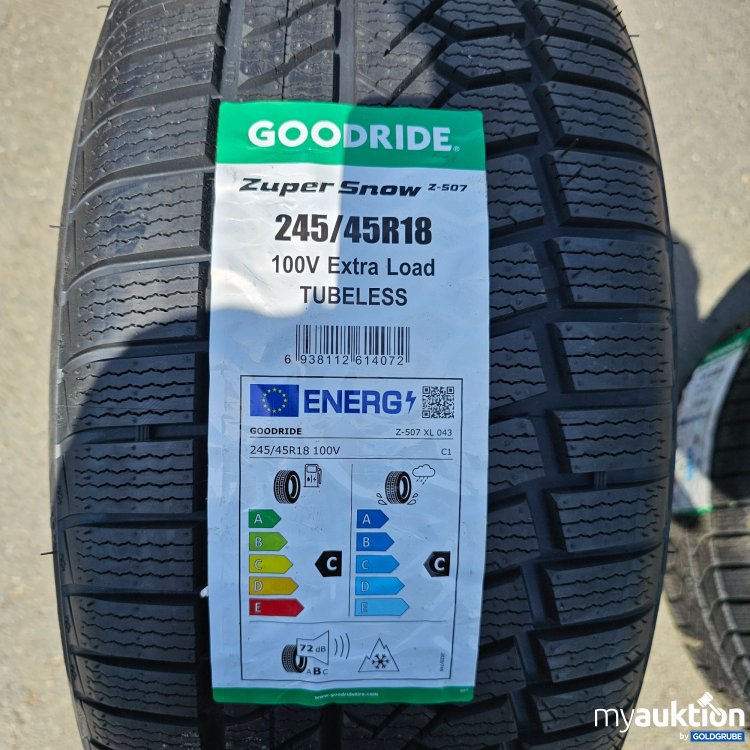 GOODRIDE®
Zuper Snow Z-507
245/45R18
100V Extra Load
TUBELESS
6 938112 614072
ENERG
GOODRIDE Z-507 XL 043
245/45R18 100V C1
A A
B B
C C C C
D D
E E
72 dB
ABC
www.goodridetire.com
myauktion
by GOLDGRUBE